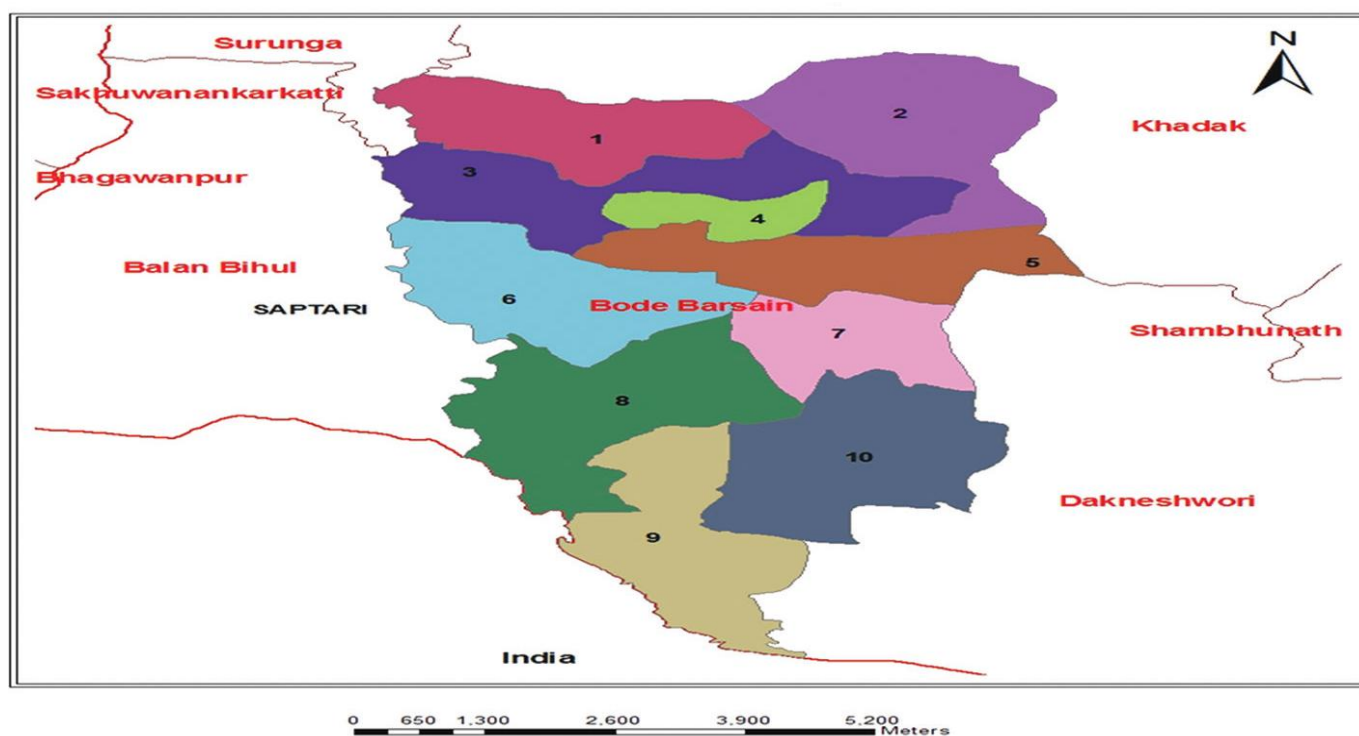 Surunga
N
Sakhuwanankarkatti
1
2
Khadak
Bhagawanpur
3
4
Balan Bihul
5
6
SAPTARI
Bode Barsain
7
Shambhunath
8
10
Dakneshwori
9
India
0 650 1,300 2,600 3,900 5,200
Meters